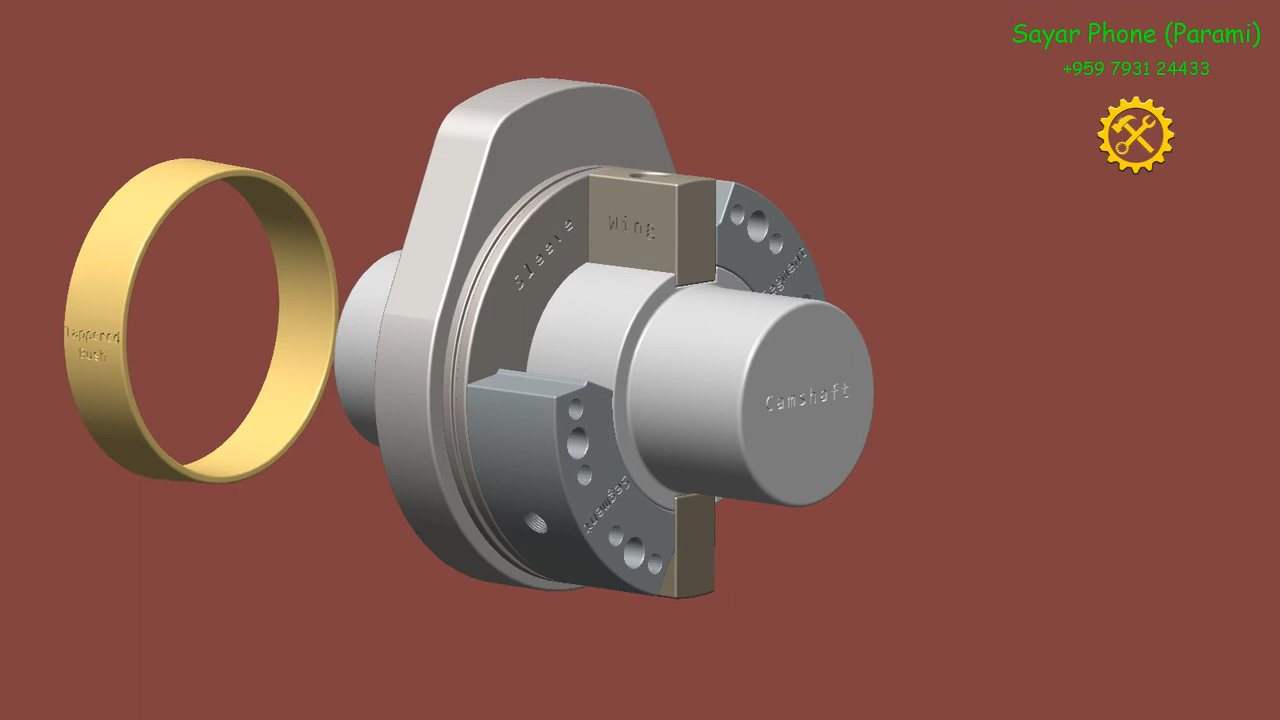 Sayar Phone (Parami)
+959 7931 24433
Wing
Sleeve
Segment
Tappered
Bush
Camshaft
Segment